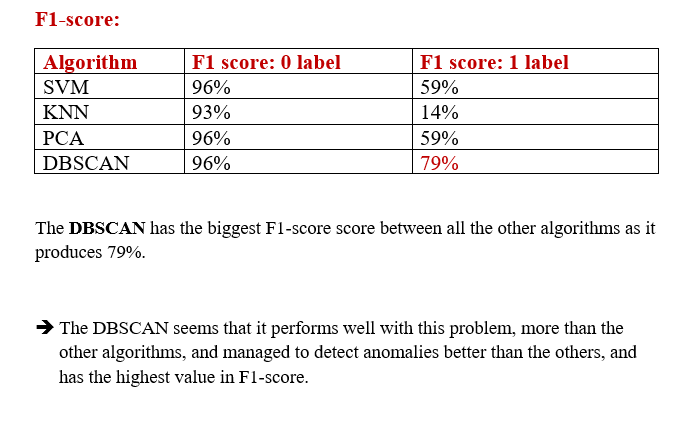 F1-score:
Algorithm F1 score: 0 label F1 score: 1 label
SVM 96% 59%
KNN 93% 14%
PCA 96% 59%
DBSCAN 96% 79%
The DBSCAN has the biggest F1-score score between all the other algorithms as it
produces 79%.
➔ The DBSCAN seems that it performs well with this problem, more than the
other algorithms, and managed to detect anomalies better than the others, and
has the highest value in F1-score.